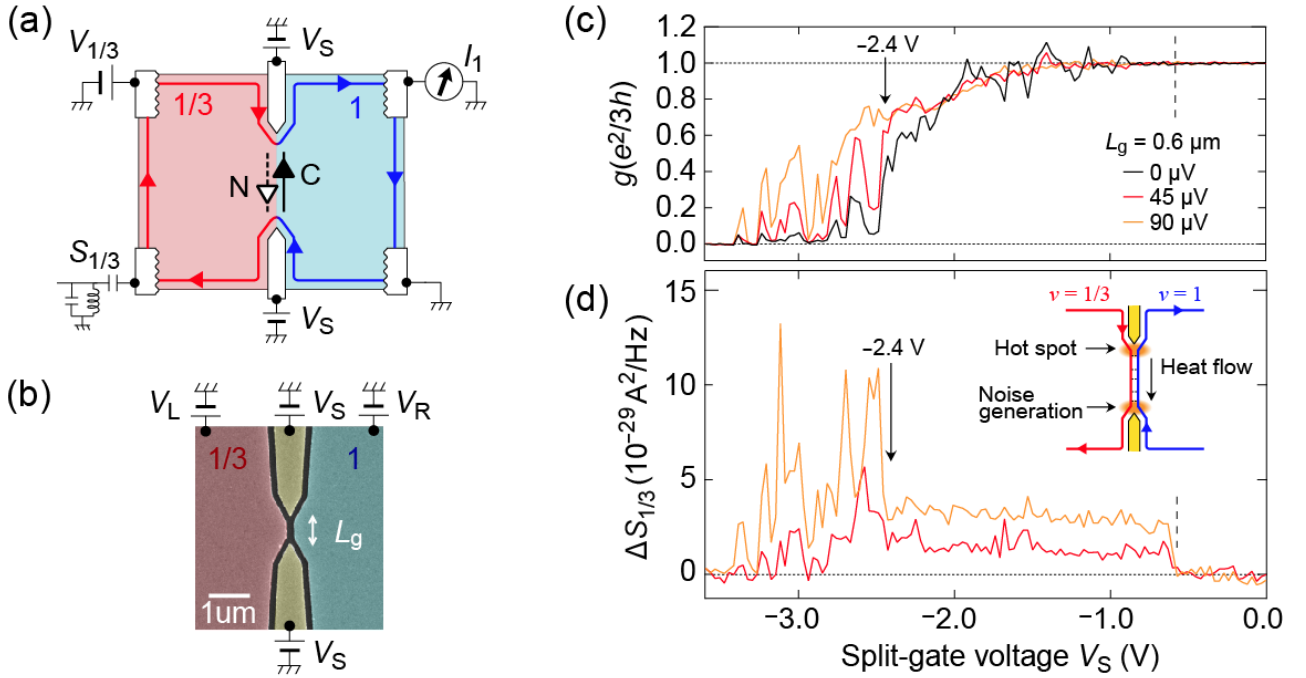 (a)
V1/3
VS
I1
1/3
1
N
C
S1/3
VS
(b)
VL
VS
VR
1/3
1
Lg
1um
VS
(c)
g(e²/3h)
1.2
1.0
0.8
0.6
0.4
0.2
0.0
−2.4 V
Lg = 0.6 μm
0 μV
45 μV
90 μV
(d)
ΔS1/3 (10⁻²⁹ A²/Hz)
15
10
5
0
−2.4 V
ν = 1/3
ν = 1
Hot spot
Heat flow
Noise
generation
−3.0
−2.0
−1.0
0.0
Split-gate voltage VS (V)